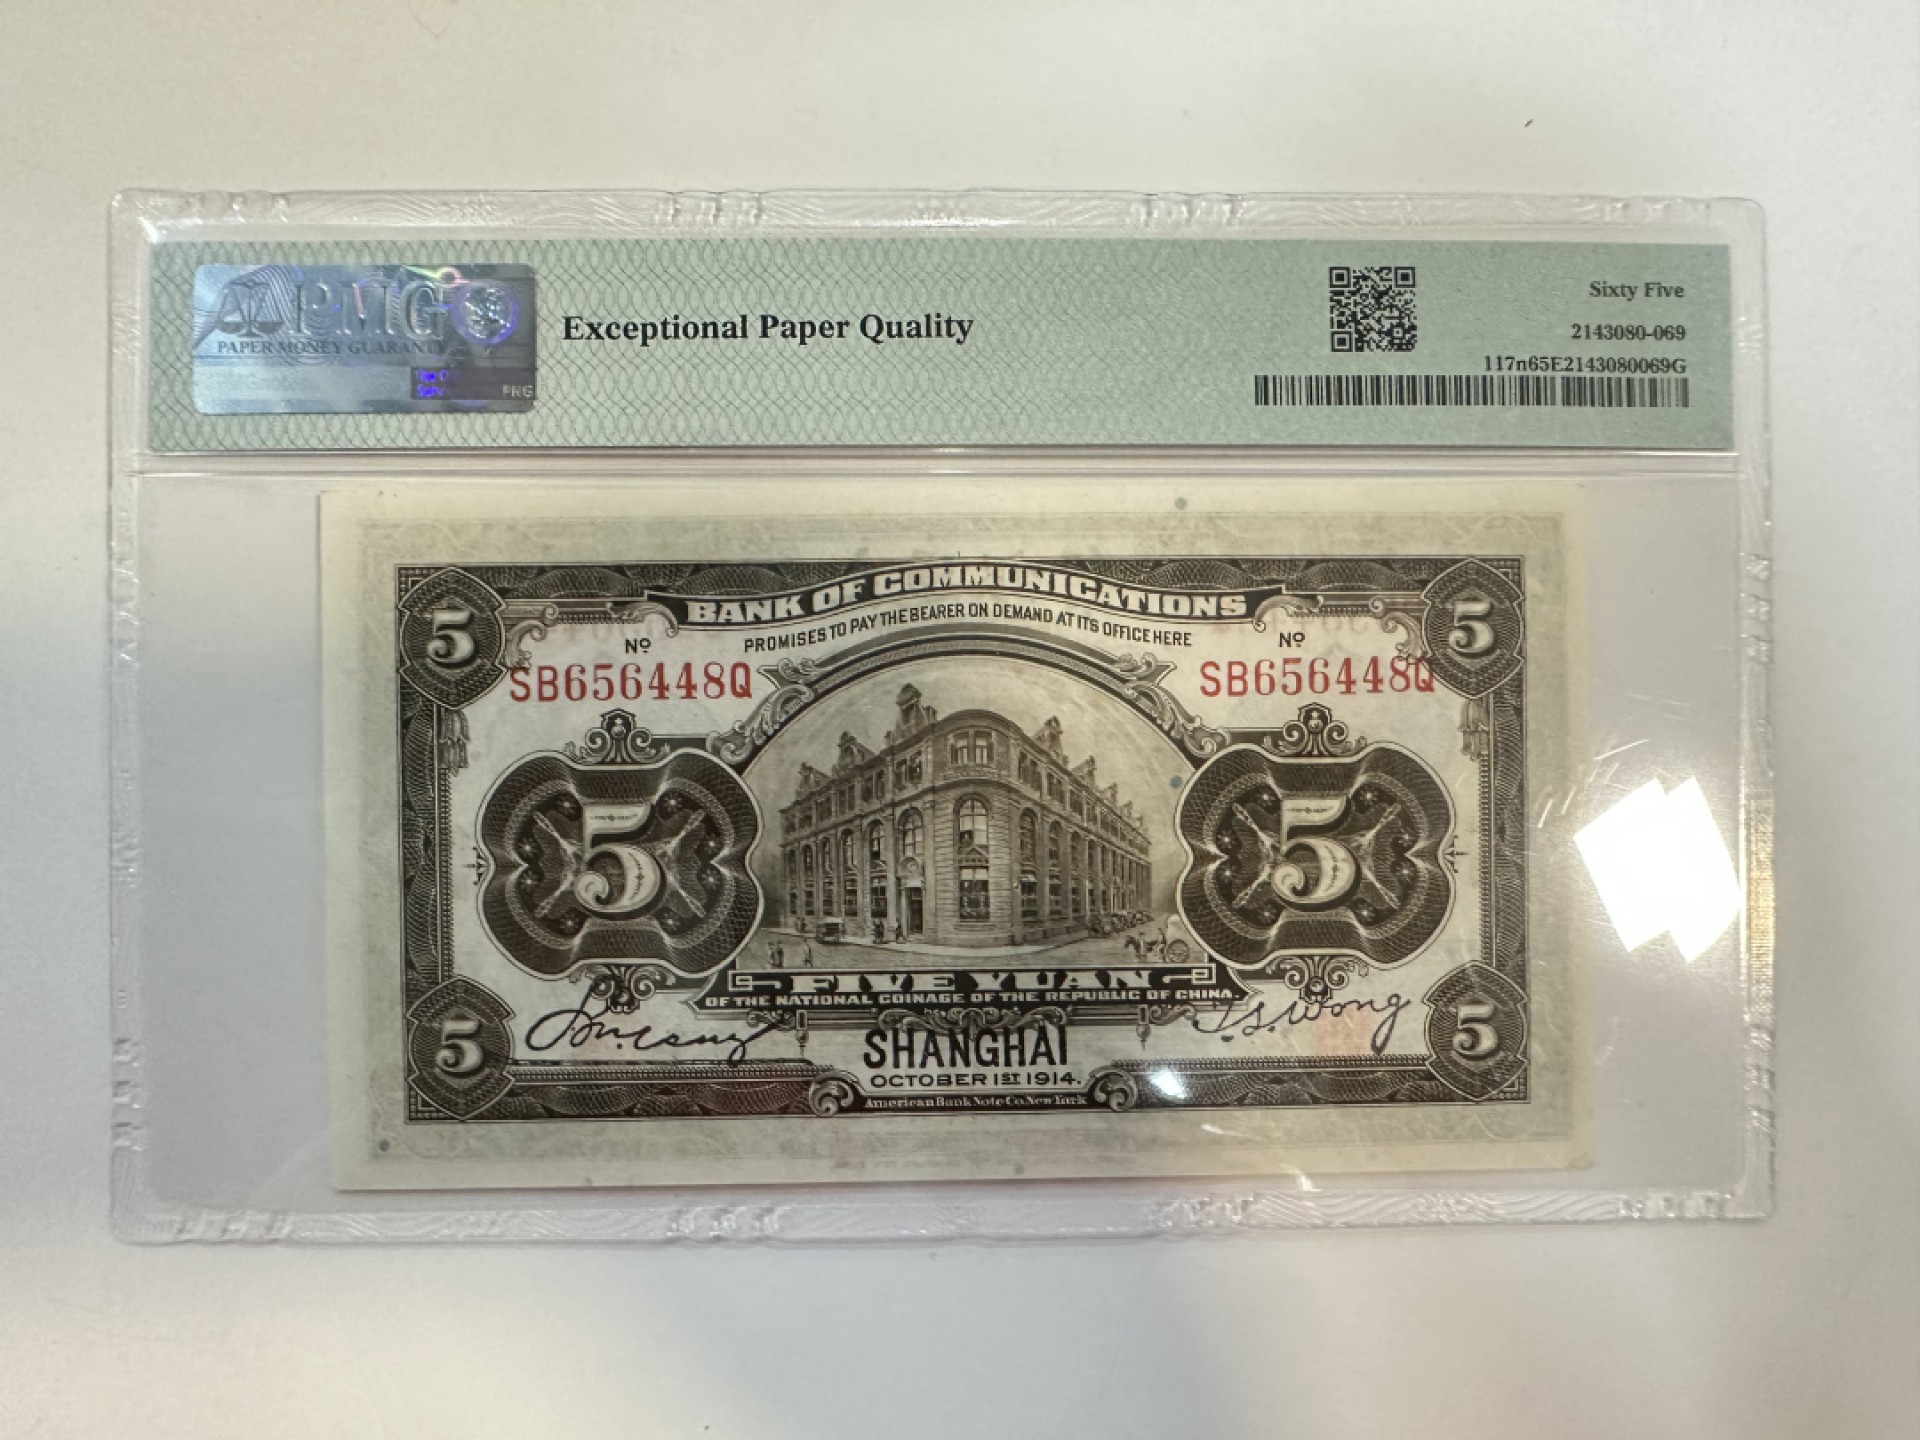 PMG
PAPER MONEY GUARANTY
PMG
Exceptional Paper Quality
Sixty Five
2143080-069
117n65E2143080069G
BANK OF COMMUNICATIONS
PROMISES TO PAY THE BEARER ON DEMAND AT ITS OFFICE HERE
5
5
Nº
Nº
SB656448Q
SB656448Q
5
5
FIVE YUAN
OF THE NATIONAL COINAGE OF THE REPUBLIC OF CHINA.
T. S. Wong
5
SHANGHAI
5
OCTOBER 1ST 1914.
American Bank Note Co. New York